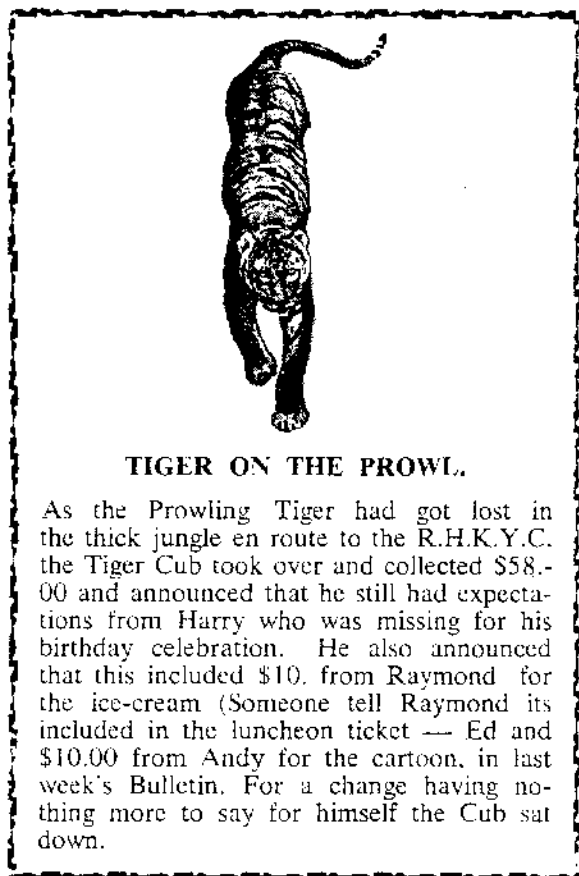 TIGER ON THE PROWL.
As the Prowling Tiger had got lost in
the thick jungle en route to the R.H.K.Y.C.
the Tiger Cub took over and collected $58.-
00 and announced that he still had expecta-
tions from Harry who was missing for his
birthday celebration. He also announced
that this included $10. from Raymond for
the ice-cream (Someone tell Raymond its
included in the luncheon ticket — Ed and
$10.00 from Andy for the cartoon, in last
week's Bulletin. For a change having no-
thing more to say for himself the Cub sat
down.